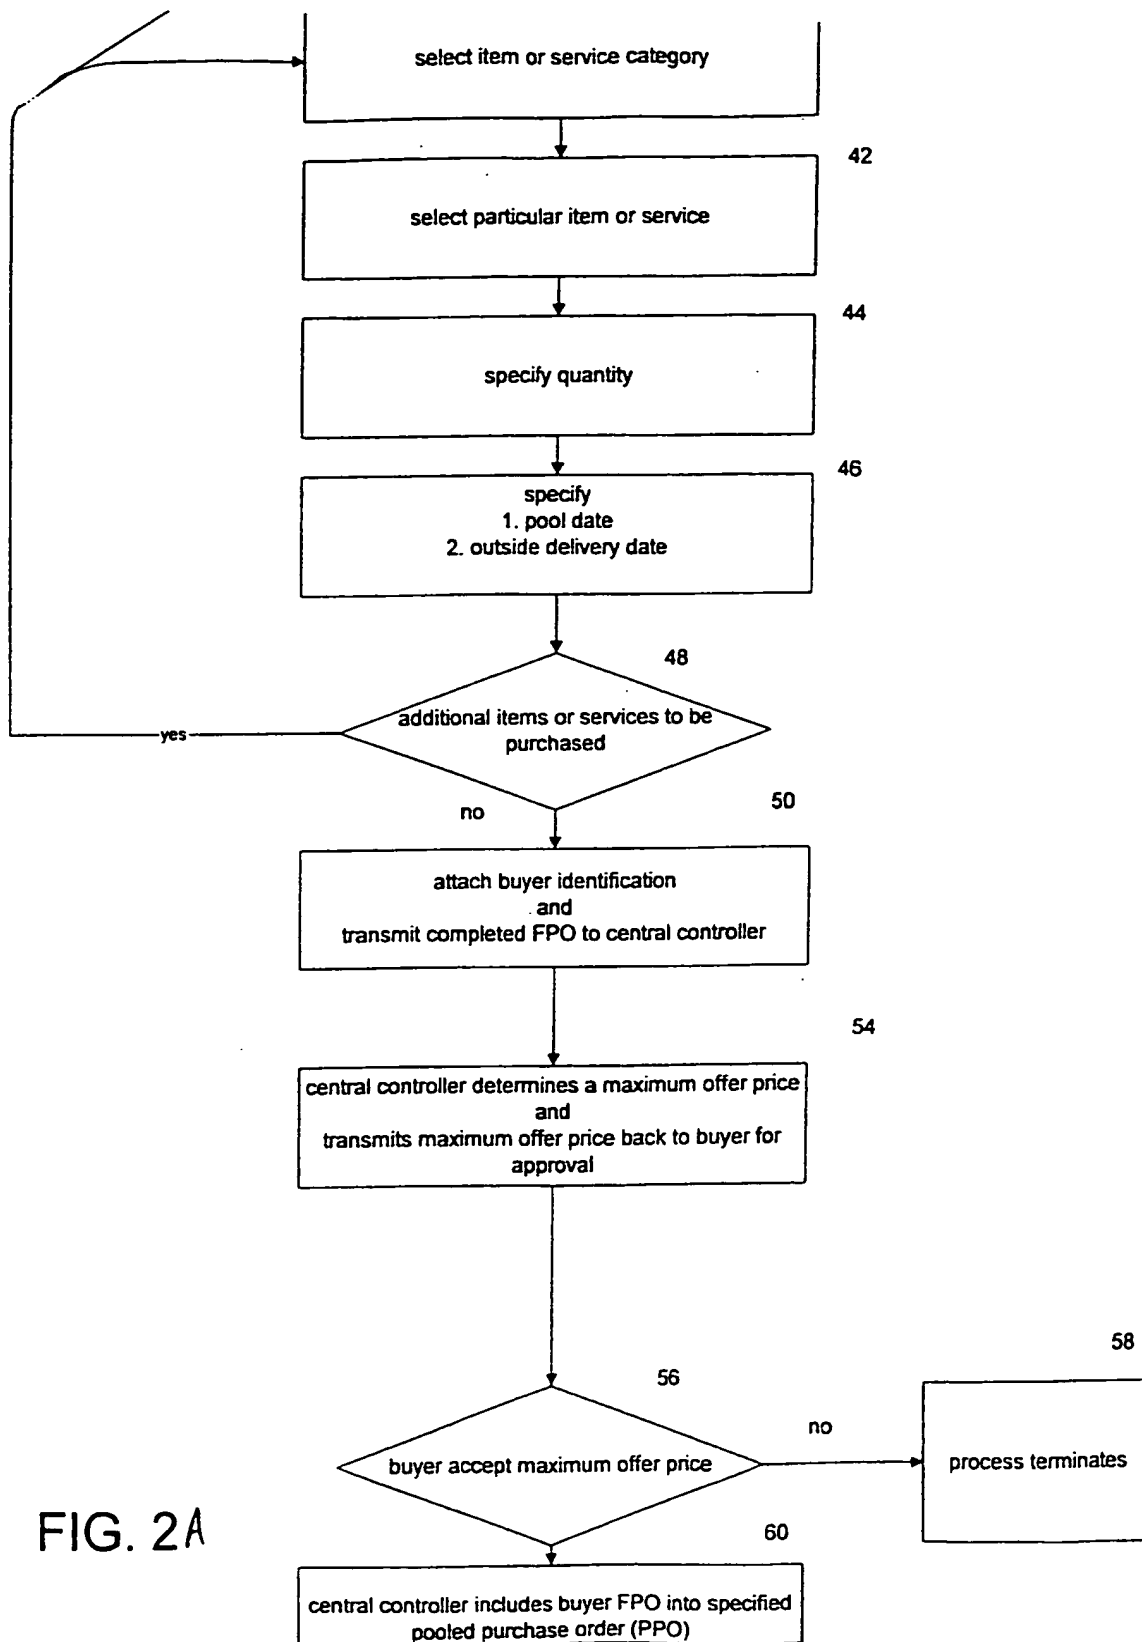 select item or service category
42
select particular item or service
44
specify quantity
46
specify
1. pool date
2. outside delivery date
48
additional items or services to be
purchased
yes
no
50
attach buyer identification
and
transmit completed FPO to central controller
54
central controller determines a maximum offer price
and
transmits maximum offer price back to buyer for
approval
56
58
buyer accept maximum offer price
no
process terminates
FIG. 2A
60
central controller includes buyer FPO into specified
pooled purchase order (PPO)